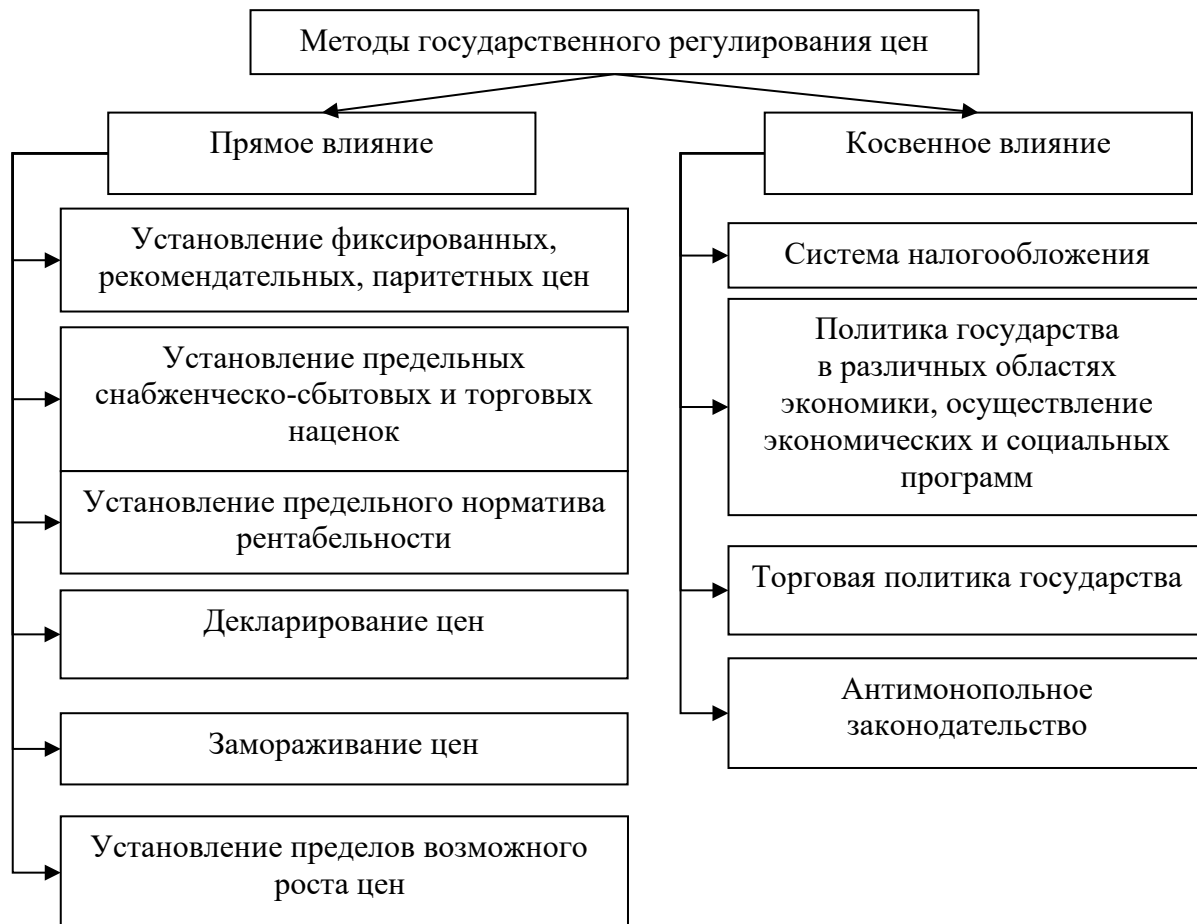 Методы государственного регулирования цен
Прямое влияние
Установление фиксированных,
рекомендательных, паритетных цен
Установление предельных
снабженческо-сбытовых и торговых
наценок
Установление предельного норматива
рентабельности
Декларирование цен
Замораживание цен
Установление пределов возможного
роста цен
Косвенное влияние
Система налогообложения
Политика государства
в различных областях
экономики, осуществление
экономических и социальных
программ
Торговая политика государства
Антимонопольное
законодательство